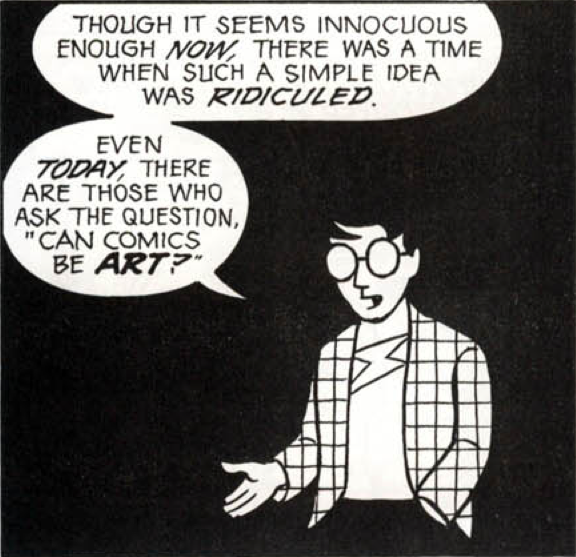 THOUGH IT SEEMS INNOCUOUS
ENOUGH NOW, THERE WAS A TIME
WHEN SUCH A SIMPLE IDEA
WAS RIDICULED.
EVEN
TODAY, THERE
ARE THOSE WHO
ASK THE QUESTION,
"CAN COMICS
BE ART?"